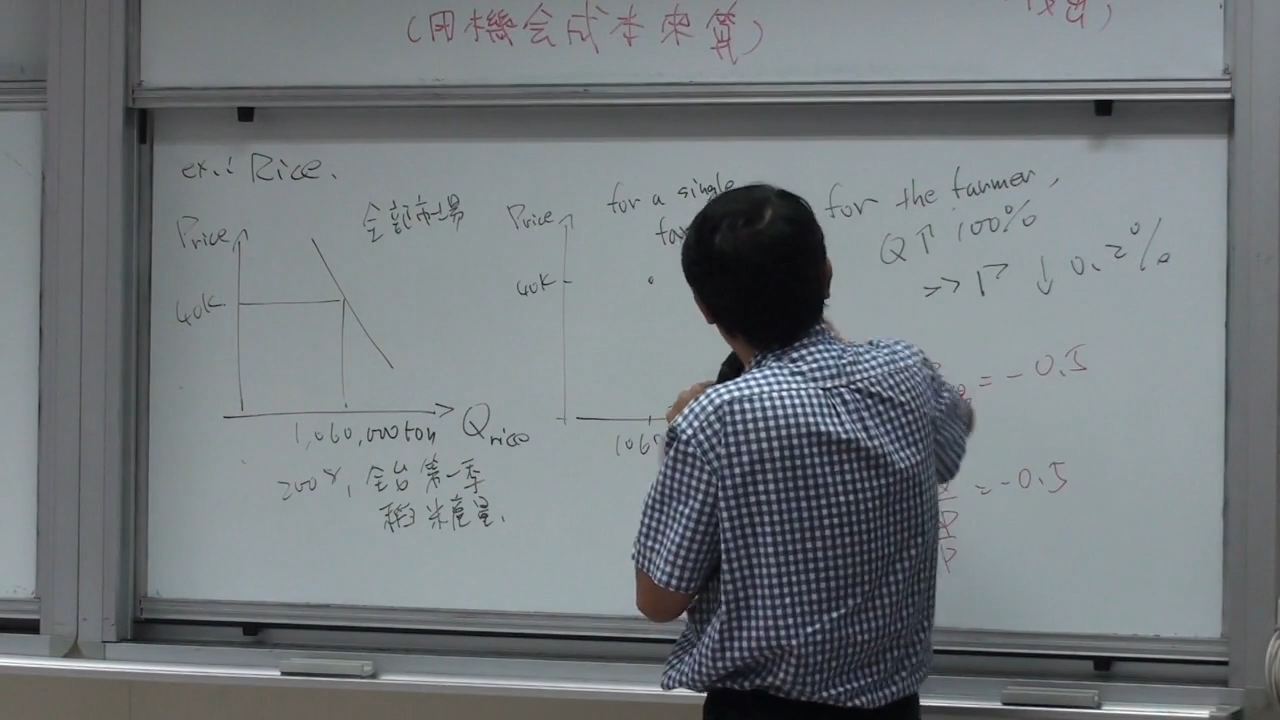 (用機会成本來算)
ex.: Rice.
全部市場
Price
40K
1,060,000 ton
Q rice
全台第一季
稻米產量.
Price
for a single
40K
for the farmer,
Q↑ 100%
>> P ↓ 0.2%
= -0.5
= -0.5
P